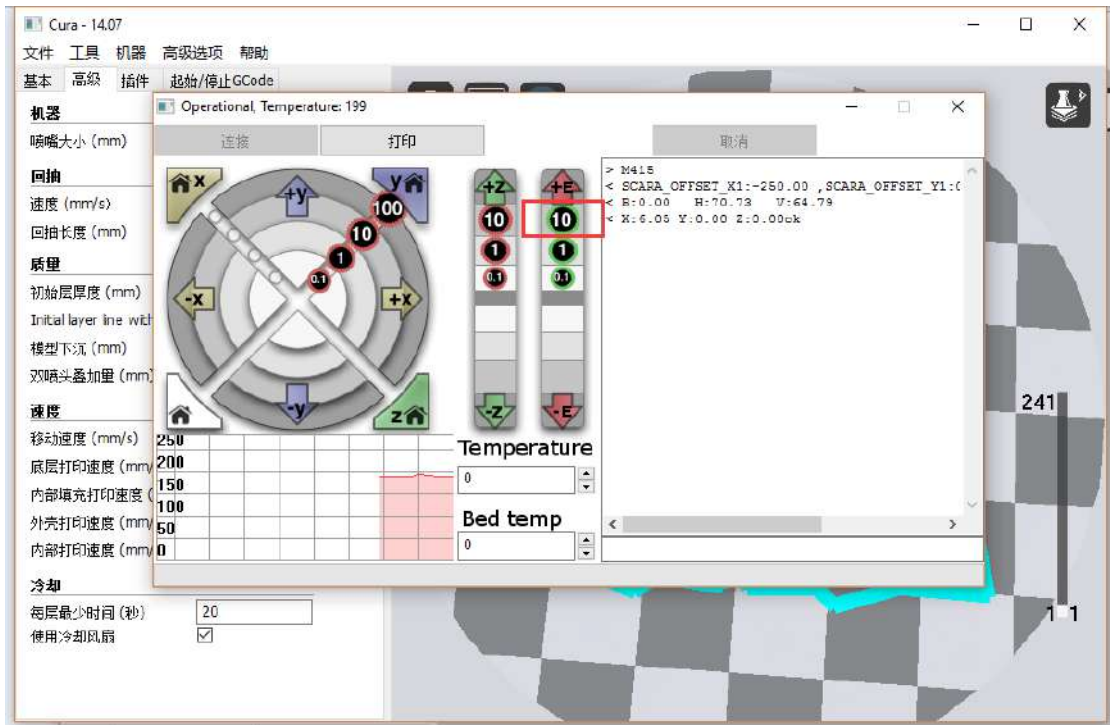 Cura - 14.07
文件 工具 机器 高级选项 帮助
基本 高级 插件 起始/停止GCode
机器
喷嘴大小 (mm)
回抽
速度 (mm/s)
回抽长度 (mm)
质量
初始层厚度 (mm)
Initial layer line with
模型下沉 (mm)
双喷头叠加量 (mm)
速度
移动速度 (mm/s)
底层打印速度 (mm/
内部填充打印速度 (
外壳打印速度 (mm/
内部打印速度 (mm/
冷却
每层最少时间 (秒) 20
使用冷却风扇
Operational, Temperature: 199
连接 打印 取消
x y
+y
100
10
1
0.1
-x +x
-y
z
+Z +E
10 10
1 1
0.1 0.1
-Z -E
250
200
150
100
50
0
Temperature
0
Bed temp
0
> M415
< SCARA_OFFSET_X1:-250.00 ,SCARA_OFFSET_Y1:
< X:6.05 Y:0.00 Z:0.00ok
241